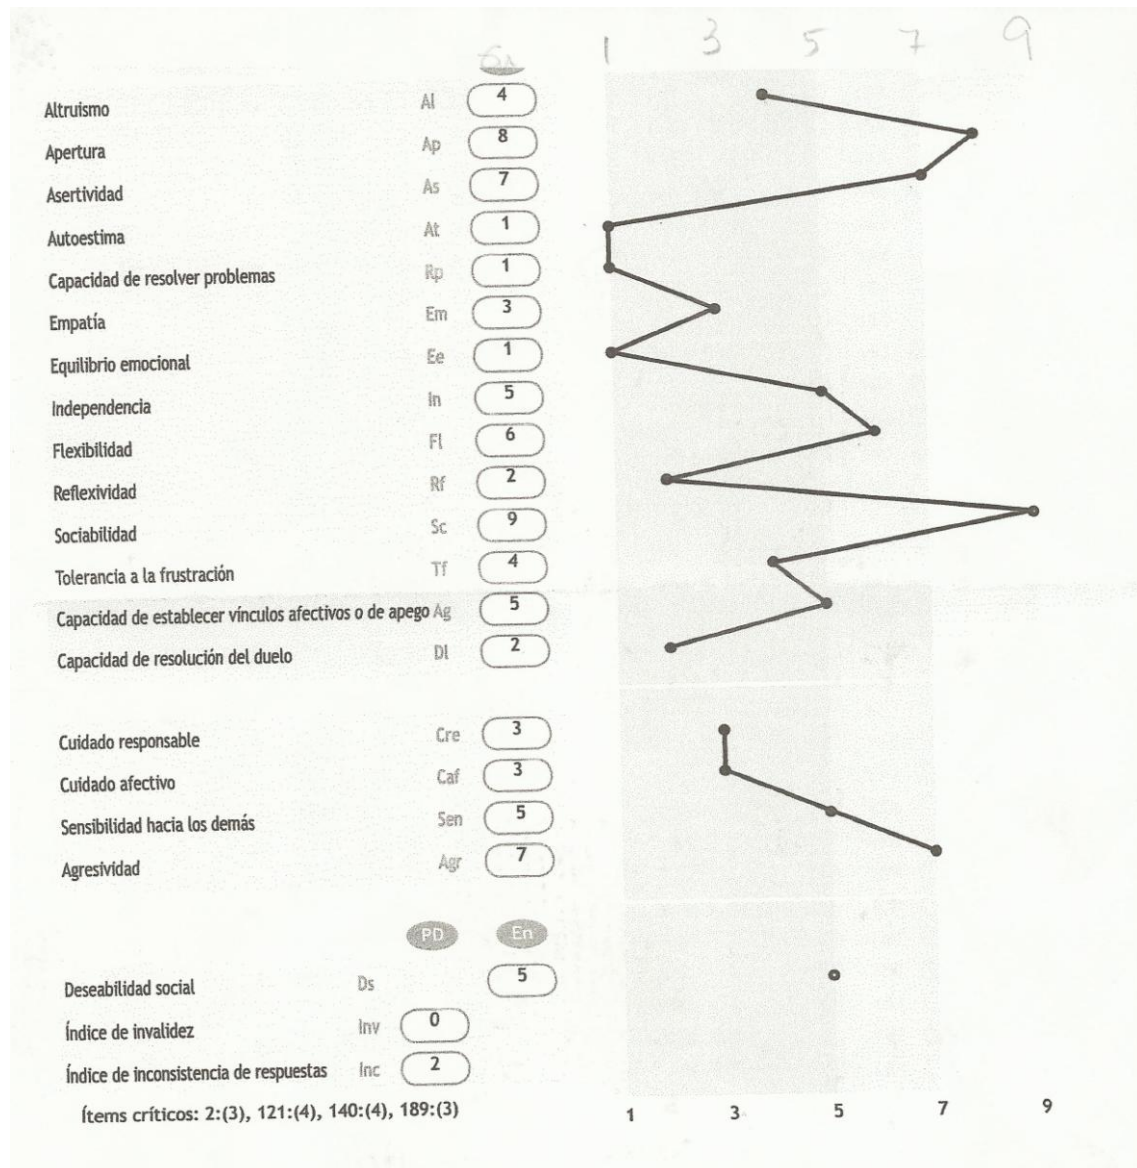 1 3 5 7 9
Altruismo Al 4
Apertura Ap 8
Asertividad As 7
Autoestima At 1
Capacidad de resolver problemas Rp 1
Empatía Em 3
Equilibrio emocional Ee 1
Independencia In 5
Flexibilidad Fl 6
Reflexividad Rf 2
Sociabilidad Sc 9
Tolerancia a la frustración Tf 4
Capacidad de establecer vínculos afectivos o de apego Ag 5
Capacidad de resolución del duelo Dl 2
Cuidado responsable Cre 3
Cuidado afectivo Caf 3
Sensibilidad hacia los demás Sen 5
Agresividad Agr 7
PD En
Deseabilidad social Ds 5
Índice de invalidez Inv 0
Índice de inconsistencia de respuestas Inc 2
Ítems críticos: 2:(3), 121:(4), 140:(4), 189:(3)
1 3 5 7 9